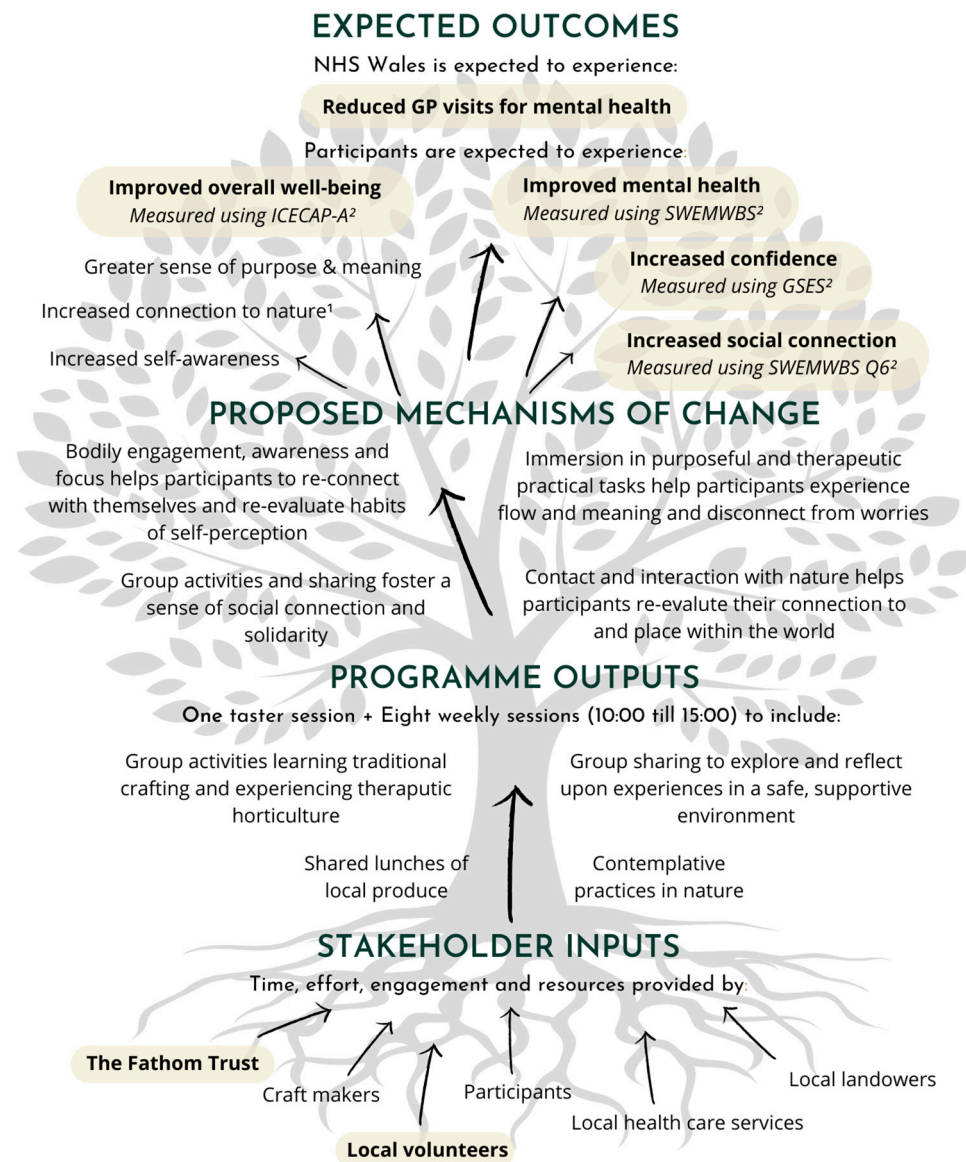 EXPECTED OUTCOMES
NHS Wales is expected to experience:
Reduced GP visits for mental health
Participants are expected to experience:
Improved overall well-being
Measured using ICECAP-A²
Improved mental health
Measured using SWEMWBS²
Greater sense of purpose & meaning
Increased confidence
Measured using GSES²
Increased connection to nature¹
Increased social connection
Measured using SWEMWBS Q6²
Increased self-awareness
PROPOSED MECHANISMS OF CHANGE
Bodily engagement, awareness and
focus helps participants to re-connect
with themselves and re-evaluate habits
of self-perception
Immersion in purposeful and therapeutic
practical tasks help participants experience
flow and meaning and disconnect from worries
Group activities and sharing foster a
sense of social connection and
solidarity
Contact and interaction with nature helps
participants re-evalute their connection to
and place within the world
PROGRAMME OUTPUTS
One taster session + Eight weekly sessions (10:00 till 15:00) to include:
Group activities learning traditional
crafting and experiencing theraputic
horticulture
Group sharing to explore and reflect
upon experiences in a safe, supportive
environment
Shared lunches of
local produce
Contemplative
practices in nature
STAKEHOLDER INPUTS
Time, effort, engagement and resources provided by:
The Fathom Trust
Craft makers
Local volunteers
Participants
Local health care services
Local landowers